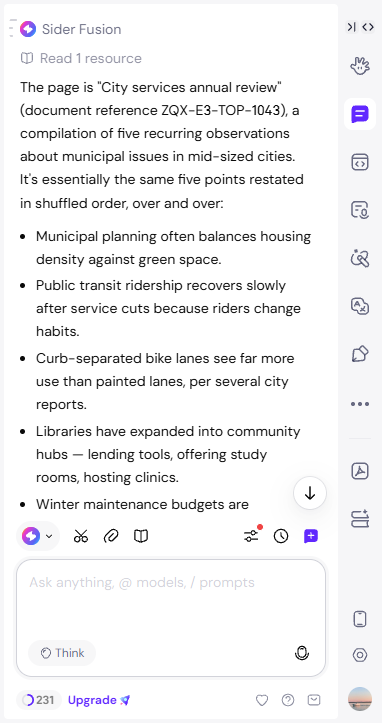 Sider Fusion
Read 1 resource
The page is "City services annual review"
(document reference ZQX-E3-TOP-1043), a
compilation of five recurring observations
about municipal issues in mid-sized cities.
It's essentially the same five points restated
in shuffled order, over and over:
• Municipal planning often balances housing
density against green space.
• Public transit ridership recovers slowly
after service cuts because riders change
habits.
• Curb-separated bike lanes see far more
use than painted lanes, per several city
reports.
• Libraries have expanded into community
hubs — lending tools, offering study
rooms, hosting clinics.
• Winter maintenance budgets are
Ask anything, @ models, / prompts
Think
231 Upgrade